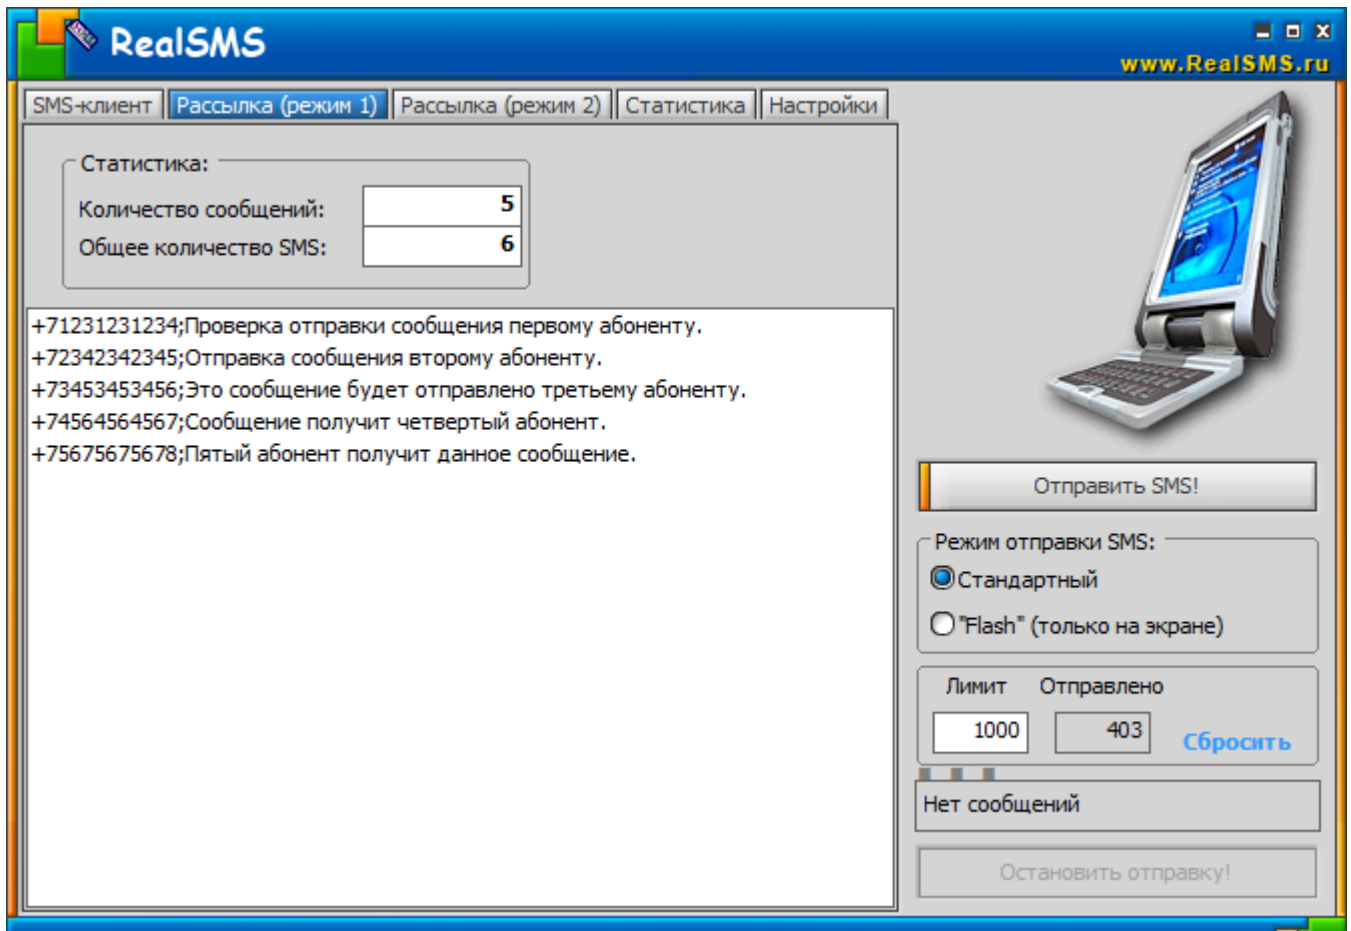 RealSMS
www.RealSMS.ru
SMS-клиент Рассылка (режим 1) Рассылка (режим 2) Статистика Настройки
Статистика:
Количество сообщений: 5
Общее количество SMS: 6
+71231231234;Проверка отправки сообщения первому абоненту.
+72342342345;Отправка сообщения второму абоненту.
+73453453456;Это сообщение будет отправлено третьему абоненту.
+74564564567;Сообщение получит четвертый абонент.
+75675675678;Пятый абонент получит данное сообщение.
Отправить SMS!
Режим отправки SMS:
Стандартный
"Flash" (только на экране)
Лимит Отправлено
1000 403 Сбросить
Нет сообщений
Остановить отправку!